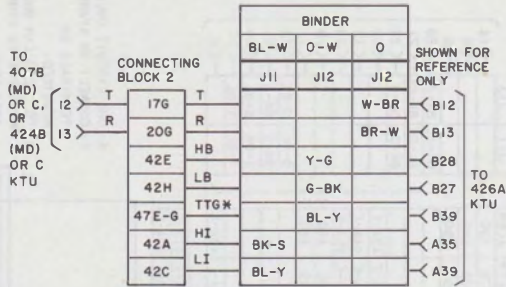 BINDER
BL-W O-W O
J11 J12 J12
SHOWN FOR
REFERENCE
ONLY
TO
407B
(MD)
OR C,
OR
424B
(MD)
OR C
KTU
CONNECTING
BLOCK 2
12 T 17G T W-BR B12
13 R 20G R BR-W B13
42E HB Y-G B28
42H LB G-BK B27
47E-G TTG* BL-Y B39
42A HI BK-S A35
42C LI BL-Y A39
TO
426A
KTU